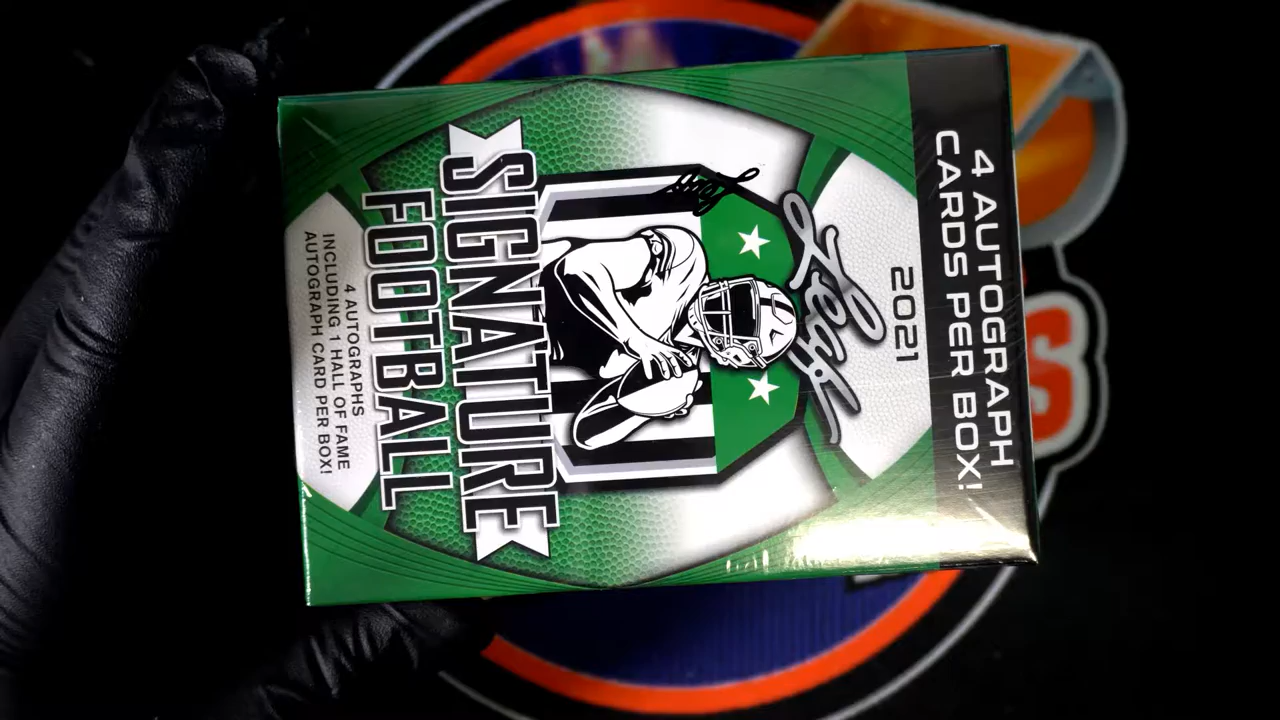 4 AUTOGRAPH
CARDS PER BOX!
2021
Leaf
SIGNATURE
FOOTBALL
4 AUTOGRAPHS
INCLUDING 1 HALL OF FAME
AUTOGRAPH CARD PER BOX!